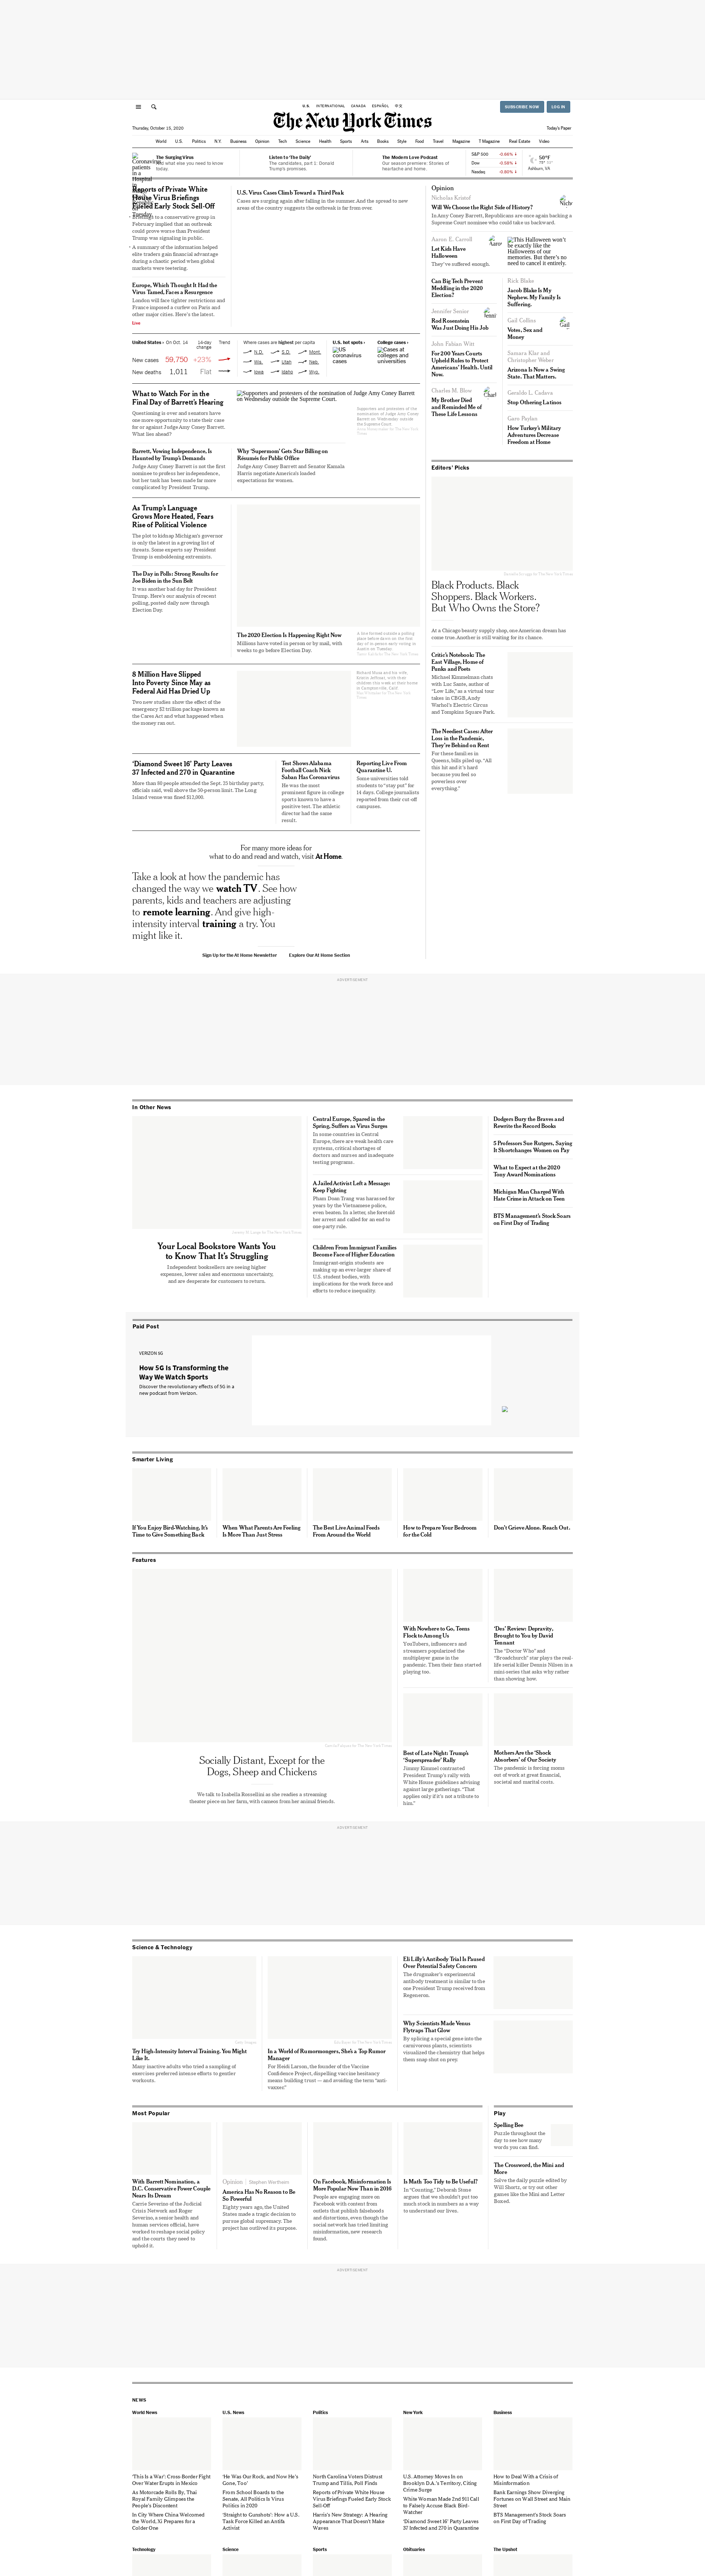 U.S.
INTERNATIONAL
CANADA
ESPAÑOL
中文
SUBSCRIBE NOW
LOG IN
The New York Times
Thursday, October 15, 2020
Today's Paper
World
U.S.
Politics
N.Y.
Business
Opinion
Tech
Science
Health
Sports
Arts
Books
Style
Food
Travel
Magazine
T Magazine
Real Estate
Video
The Surging Virus
Listen to 'The Daily'
The candidates, part 2: Donald
Trump's promises.
The Modern Love Podcast
Our season premiere: Stories of
heartache and home.
S&P 500
Dow
Nasdaq
50°F
Ashburn, VA
Reports of Private White
House Virus Briefings
Fueled Early Stock Sell-Off
Briefings to a conservative group in
February implied that an outbreak
could prove worse than President
Trump was signaling in public.
A summary of the information helped
elite traders gain financial advantage
during a chaotic period when global
markets were teetering.
Europe, Which Thought It Had the
Virus Tamed, Faces a Resurgence
London will face tighter restrictions and
France imposed a curfew on Paris and
other major cities. Here's the latest.
U.S. Virus Cases Climb Toward a Third Peak
Cases are surging again after falling in the summer. And the spread to new
areas of the country suggests the outbreak is far from over.
United States › On Oct. 14
14-day
change
Trend
New cases 59,750 +23%
New deaths 1,011 Flat
Where cases are highest per capita
N.D.
S.D.
Mont.
Wis.
Utah
Neb.
Iowa
Idaho
Wyo.
U.S. hot spots ›
US
coronavirus
cases
College cases ›
Cases at
colleges and
universities
What to Watch For in the
Final Day of Barrett's Hearing
Questioning is over and senators have
one more opportunity to state their case
for or against Judge Amy Coney Barrett.
What lies ahead?
Supporters and protesters of the nomination of Judge Amy Coney Barrett
on Wednesday outside the Supreme Court.
Supporters and protesters of the
nomination of Judge Amy Coney
Barrett on Wednesday outside
the Supreme Court.
Barrett, Vowing Independence, Is
Haunted by Trump's Demands
Judge Amy Coney Barrett is not the first
nominee to profess her independence,
but her task has been made far more
complicated by President Trump.
Why 'Supermom' Gets Star Billing on
Résumés for Public Office
Judge Amy Coney Barrett and Senator Kamala
Harris negotiate America's loaded
expectations for women.
As Trump's Language
Grows More Heated, Fears
Rise of Political Violence
The plot to kidnap Michigan's governor
is only the latest in a growing list of
threats. Some experts say President
Trump is emboldening extremists.
The Day in Polls: Strong Results for
Joe Biden in the Sun Belt
It was another bad day for President
Trump. Here's our analysis of recent
polling, posted daily now through
Election Day.
The 2020 Election Is Happening Right Now
Millions have voted in person or by mail, with
weeks to go before Election Day.
A line formed outside a polling
place before dawn on the first
day of in-person early voting in
Austin on Tuesday.
8 Million Have Slipped
Into Poverty Since May as
Federal Aid Has Dried Up
Two new studies show the effect of the
emergency $2 trillion package known as
the Cares Act and what happened when
the money ran out.
'Diamond Sweet 16' Party Leaves
37 Infected and 270 in Quarantine
More than 80 people attended the Sept. 25 birthday party,
officials said, well above the 50-person limit. The Long
Island venue was fined $12,000.
Test Shows Alabama
Football Coach Nick
Saban Has Coronavirus
He was the most
prominent figure in college
sports known to have a
positive test. The athletic
director had the same
result.
Reporting Live From
Quarantine U.
Some universities told
students to "stay put" for
14 days. College journalists
reported from their cut-off
campuses.
For many more ideas for
what to do and read and watch, visit At Home.
Take a look at how the pandemic has
changed the way we watch TV. See how
parents, kids and teachers are adjusting
to remote learning. And give high-
intensity interval training a try. You
might like it.
Sign Up for the At Home Newsletter
Explore Our At Home Section
Opinion
Nicholas Kristof
Will We Choose the Right Side of History?
In Amy Coney Barrett, Republicans are once again backing a
Supreme Court nominee who could take us backward.
Aaron E. Carroll
Let Kids Have
Halloween
They've suffered enough.
This Halloween won't
be exactly like the
Halloweens of our
memories. But there's no
need to cancel it entirely.
Can Big Tech Prevent
Meddling in the 2020
Election?
Jennifer Senior
Rod Rosenstein
Was Just Doing His Job
John Fabian Witt
For 200 Years Courts
Upheld Rules to Protect
Americans' Health. Until
Now.
Charles M. Blow
My Brother Died
and Reminded Me of
These Life Lessons
Rick Blake
Jacob Blake Is My
Nephew. My Family Is
Suffering.
Gail Collins
Votes, Sex and
Money
Samara Klar and
Christopher Weber
Arizona Is Now a Swing
State. That Matters.
Geraldo L. Cadava
Stop Othering Latinos
Garo Paylan
How Turkey's Military
Adventures Decrease
Freedom at Home
Editors' Picks
Black Products. Black
Shoppers. Black Workers.
But Who Owns the Store?
At a Chicago beauty supply shop, one American dream has
come true. Another is still waiting for its chance.
Critic's Notebook: The
East Village, Home of
Punks and Poets
Michael Kimmelman chats
with Luc Sante, author of
"Low Life," as a virtual tour
takes in CBGB, Andy
Warhol's Electric Circus
and Tompkins Square Park.
The Neediest Cases: After
Loss in the Pandemic,
They're Behind on Rent
For those families in
Queens, bills piled up. "All
this hit and it's hard
because you feel so
powerless over
everything."
ADVERTISEMENT
In Other News
Your Local Bookstore Wants You
to Know That It's Struggling
Independent booksellers are seeing higher
expenses, lower sales and enormous uncertainty,
and are desperate for customers to return.
Central Europe, Spared in the
Spring, Suffers as Virus Surges
In some countries in Central
Europe, there are weak health care
systems, critical shortages of
doctors and nurses and inadequate
testing programs.
A Jailed Activist Left a Message:
Keep Fighting
Pham Doan Trang was harassed for
years by the Vietnamese police,
even beaten. In a letter, she foretold
her arrest and called for an end to
one-party rule.
Children From Immigrant Families
Become Face of Higher Education
Immigrant-origin students are
making up an ever larger share of
U.S. student bodies, with
implications for the work force and
efforts to reduce inequality.
Dodgers Bury the Braves and
Rewrite the Record Books
5 Professors Sue Rutgers, Saying
It Shortchanges Women on Pay
What to Expect at the 2020
Tony Award Nominations
Michigan Man Charged With
Hate Crime in Attack on Teen
BTS Management's Stock Soars
on First Day of Trading
Paid Post
VERIZON 5G
How 5G Is Transforming the
Way We Watch Sports
Discover the revolutionary effects of 5G in a
new podcast from Verizon.
Smarter Living
If You Enjoy Bird-Watching, It's
Time to Give Something Back
When What Parents Are Feeling
Is More Than Just Stress
The Best Live Animal Feeds
From Around the World
How to Prepare Your Bedroom
for the Cold
Don't Grieve Alone. Reach Out.
Features
Socially Distant, Except for the
Dogs, Sheep and Chickens
We talk to Isabella Rossellini as she readies a streaming
theater piece on her farm, with cameos from her animal friends.
With Nowhere to Go, Teens
Flock to Among Us
YouTubers, influencers and
streamers popularized the
multiplayer game in the
pandemic. Then their fans started
playing too.
'Des' Review: Depravity,
Brought to You by David
Tennant
The "Doctor Who" and
"Broadchurch" star plays the real-
life serial killer Dennis Nilsen in a
mini-series that asks why rather
than showing how.
Best of Late Night: Trump's
'Superspreader' Rally
Jimmy Kimmel contrasted
President Trump's rally with
White House guidelines advising
against large gatherings. "That
applies only if it's not a tribute to
him."
Mothers Are the 'Shock
Absorbers' of Our Society
The pandemic is forcing moms
out of work at great financial,
societal and marital costs.
ADVERTISEMENT
Science & Technology
Try High-Intensity Interval Training. You Might
Like It.
Many inactive adults who tried a sampling of
exercises preferred intense efforts to gentler
workouts.
In a World of Rumormongers, She's a Top Rumor
Manager
For Heidi Larson, the founder of the Vaccine
Confidence Project, dispelling vaccine hesitancy
means building trust — and avoiding the term "anti-
vaxxer."
Eli Lilly's Antibody Trial Is Paused
Over Potential Safety Concern
The drugmaker's experimental
antibody treatment is similar to the
one President Trump received from
Regeneron.
Why Scientists Made Venus
Flytraps That Glow
By splicing a special gene into the
carnivorous plants, scientists
visualized the chemistry that helps
them snap shut on prey.
Most Popular
With Barrett Nomination, a
D.C. Conservative Power Couple
Nears Its Dream
Carrie Severino of the Judicial
Crisis Network and Roger
Severino, a senior health and
human services official, have
worked to reshape social policy
and the courts they used to
uphold it.
Opinion
Stephen Wertheim
America Has No Reason to Be
So Powerful
Eighty years ago, the United
States made a tragic decision to
pursue global supremacy. The
project has outlived its purpose.
On Facebook, Misinformation Is
More Popular Now Than in 2016
People are engaging more on
Facebook with content from
outlets that publish falsehoods
and distortions, even though the
social network has tried limiting
misinformation, new research
found.
Is Math Too Tidy to Be Useful?
In "Counting," Deborah Stone
argues that we shouldn't put too
much stock in numbers as a way
to understand our lives.
Play
Spelling Bee
Puzzle throughout the
day to see how many
words you can find.
The Crossword, the Mini and
More
Solve the daily puzzle edited by
Will Shortz, or try out other
games like the Mini and Letter
Boxed.
ADVERTISEMENT
NEWS
World News
'This Is a War': Cross-Border Fight
Over Water Erupts in Mexico
As Motorcade Rolls By, Thai
Royal Family Glimpses the
People's Discontent
In City Where China Welcomed
the World, Xi Prepares for a
Colder One
U.S. News
'He Was Our Rock, and Now He's
Gone, Too'
From School Boards to the
Senate, All Politics Is Virus
Politics in 2020
'Straight to Gunshots': How a U.S.
Task Force Killed an Antifa
Activist
Politics
North Carolina Voters Distrust
Trump and Tillis, Poll Finds
Reports of Private White House
Virus Briefings Fueled Early Stock
Sell-Off
Harris's New Strategy: A Hearing
Appearance That Doesn't Make
Waves
New York
U.S. Attorney Moves In on
Brooklyn D.A.'s Territory, Citing
Crime Surge
White Woman Made 2nd 911 Call
to Falsely Accuse Black Bird-
Watcher
'Diamond Sweet 16' Party Leaves
37 Infected and 270 in Quarantine
Business
How to Deal With a Crisis of
Misinformation
Bank Earnings Show Diverging
Fortunes on Wall Street and Main
Street
BTS Management's Stock Soars
on First Day of Trading
Technology
Science
Sports
Obituaries
The Upshot